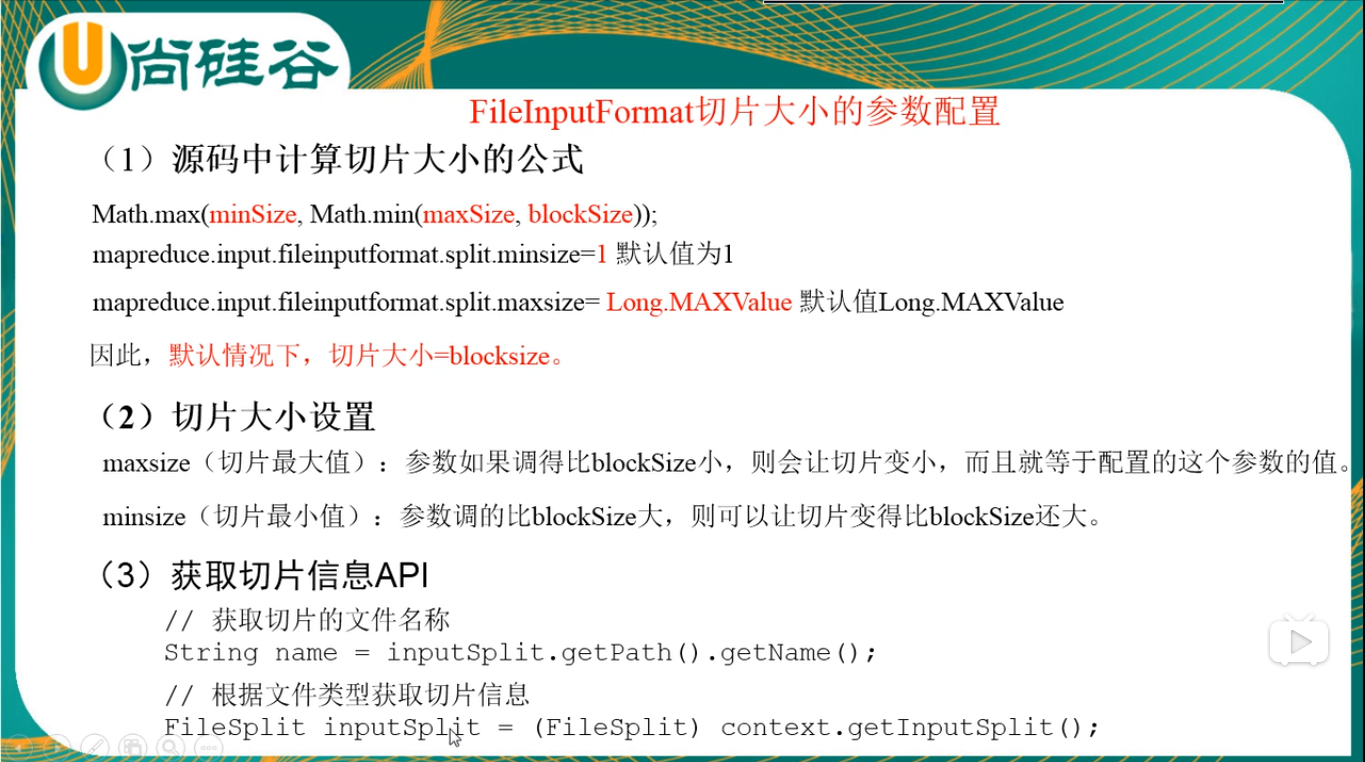 尚硅谷
FileInputFormat切片大小的参数配置
（1）源码中计算切片大小的公式
Math.max(minSize, Math.min(maxSize, blockSize));
mapreduce.input.fileinputformat.split.minsize=1 默认值为1
mapreduce.input.fileinputformat.split.maxsize= Long.MAXValue 默认值Long.MAXValue
因此，默认情况下，切片大小=blocksize。
（2）切片大小设置
maxsize（切片最大值）：参数如果调得比blockSize小，则会让切片变小，而且就等于配置的这个参数的值。
minsize（切片最小值）：参数调的比blockSize大，则可以让切片变得比blockSize还大。
（3）获取切片信息API
// 获取切片的文件名称
String name = inputSplit.getPath().getName();
// 根据文件类型获取切片信息
FileSplit inputSplit = (FileSplit) context.getInputSplit();